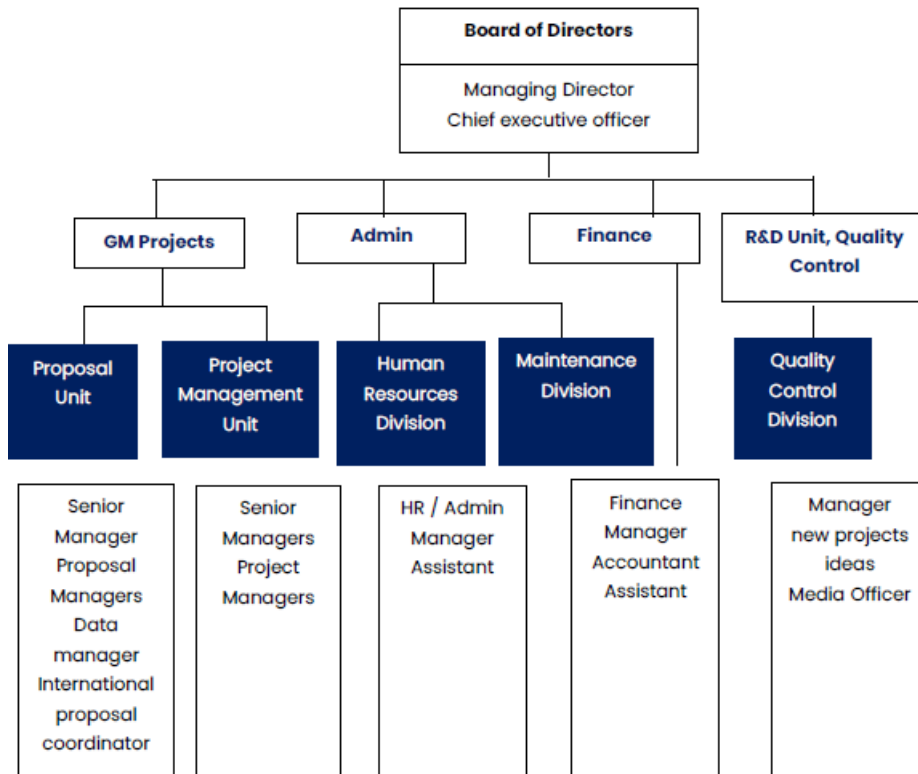 Board of Directors
Managing Director
Chief executive officer
GM Projects
Admin
Finance
R&D Unit, Quality
Control
Proposal
Unit
Project
Management
Unit
Human
Resources
Division
Maintenance
Division
Quality
Control
Division
Senior
Manager
Proposal
Managers
Data
manager
International
proposal
coordinator
Senior
Managers
Project
Managers
HR / Admin
Manager
Assistant
Finance
Manager
Accountant
Assistant
Manager
new projects
ideas
Media Officer